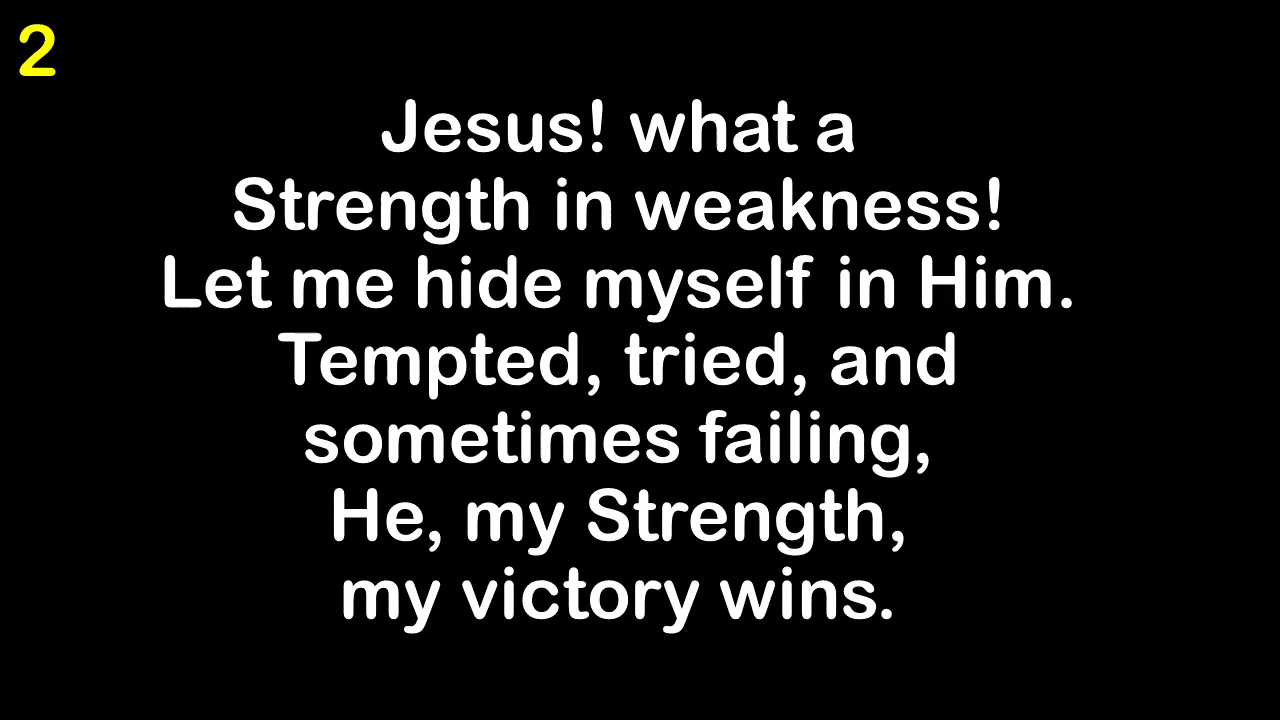 2
Jesus! what a
Strength in weakness!
Let me hide myself in Him.
Tempted, tried, and
sometimes failing,
He, my Strength,
my victory wins.